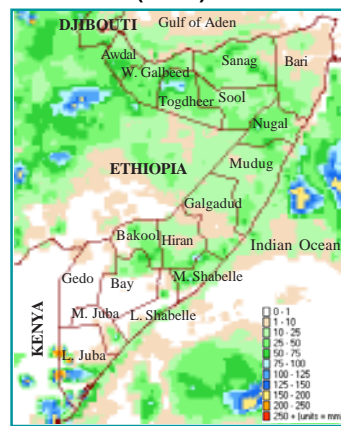 DJIBOUTI
Gulf of Aden
Awdal
W. Galbeed
Sanag
Bari
Togdheer
Sool
Nugal
ETHIOPIA
Mudug
Galgadud
Bakool
Hiran
Indian Ocean
Gedo
Bay
M. Shabelle
KENYA
M. Juba
L. Shabelle
L. Juba
0 - 1
1 - 10
10 - 25
25 - 50
50 - 75
75 - 100
100 - 125
125 - 150
150 - 200
200 - 250
250 + (units = mm